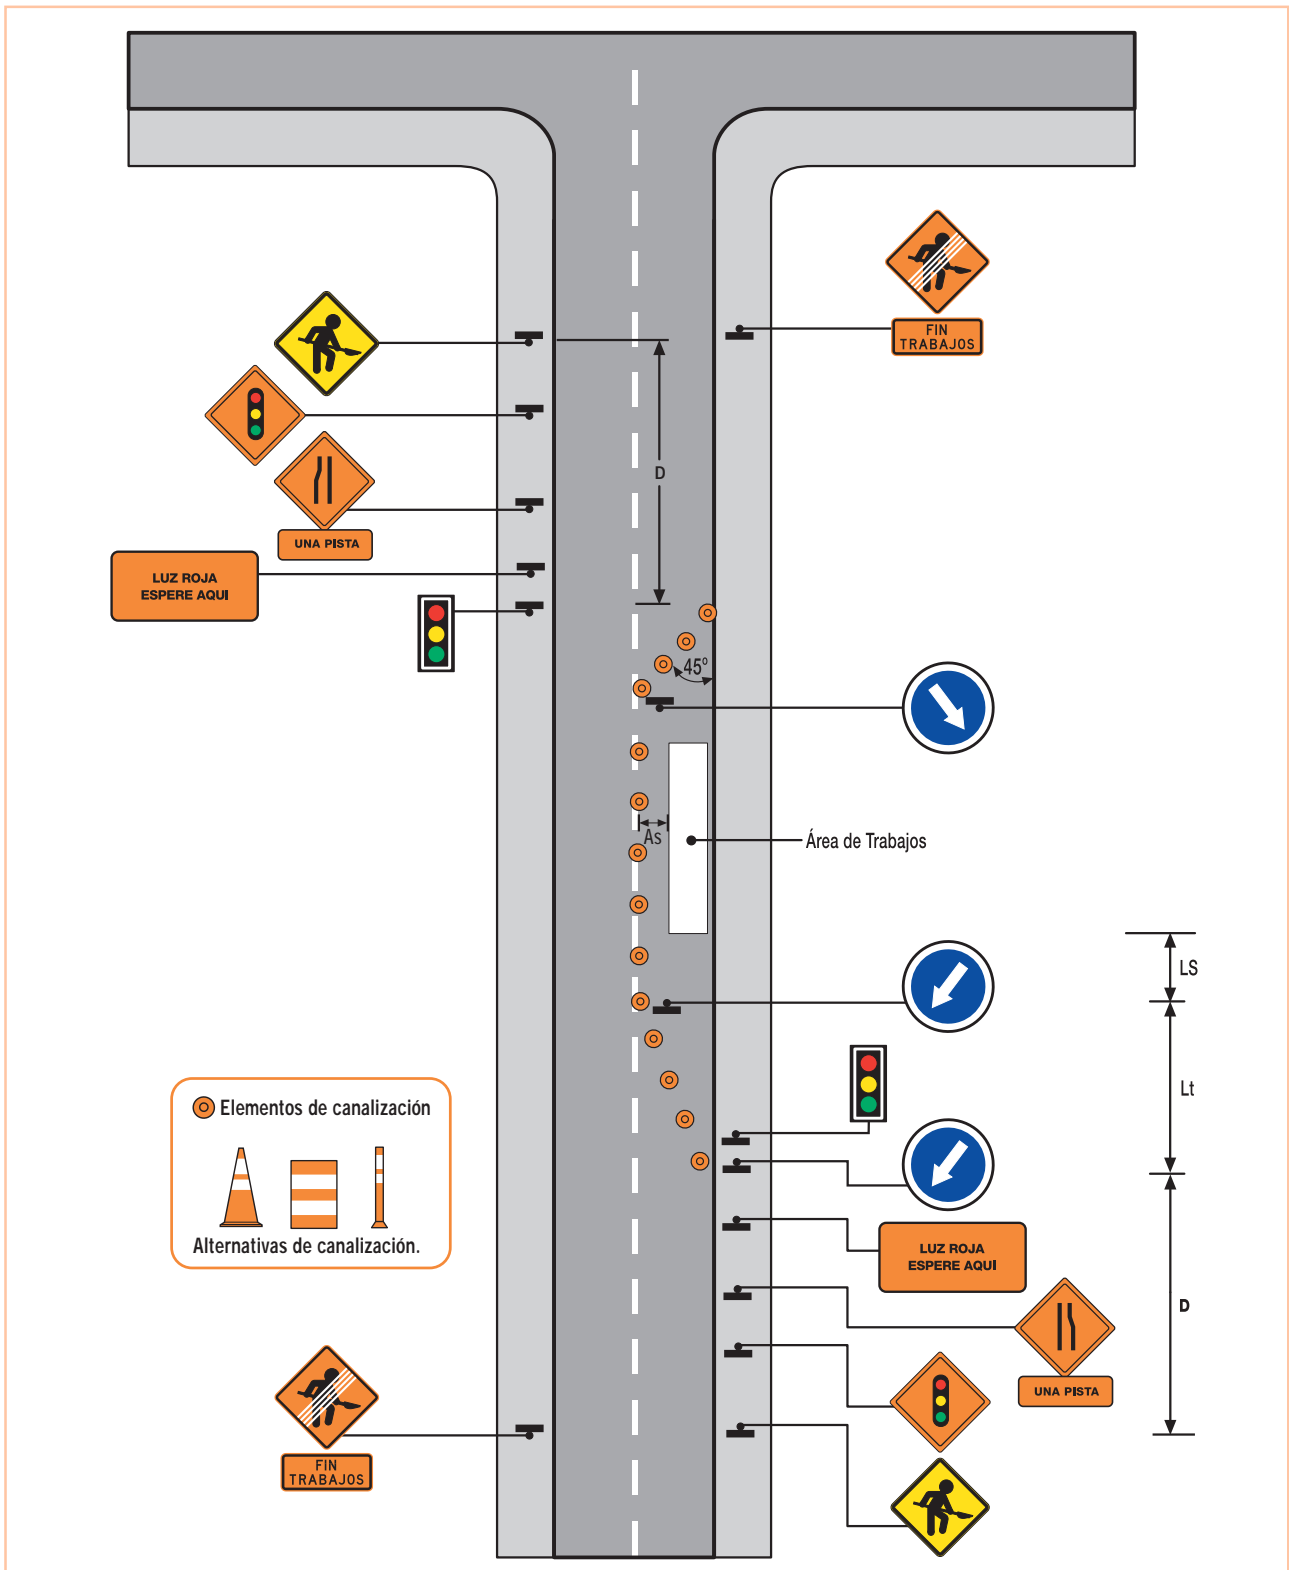 FIN
TRABAJOS
D
UNA PISTA
LUZ ROJA
ESPERE AQUI
45º
As
Área de Trabajos
LS
Lt
Elementos de canalización
Alternativas de canalización.
LUZ ROJA
ESPERE AQUI
D
UNA PISTA
FIN
TRABAJOS